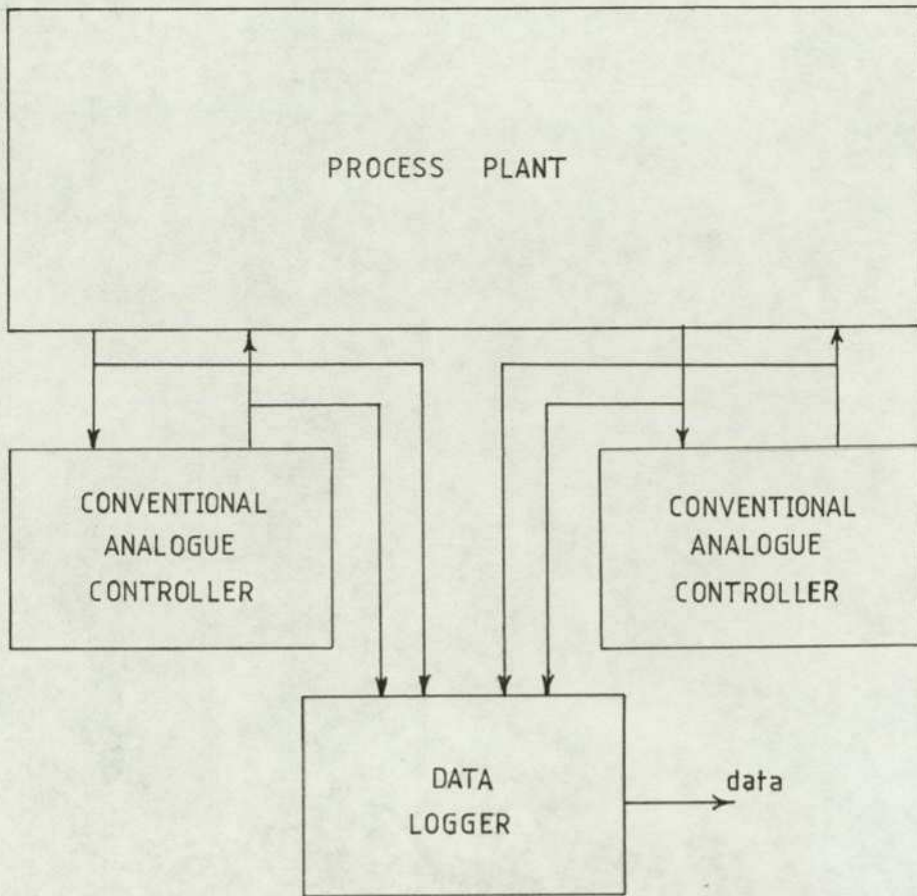 PROCESS PLANT
CONVENTIONAL
ANALOGUE
CONTROLLER
CONVENTIONAL
ANALOGUE
CONTROLLER
DATA
LOGGER
data